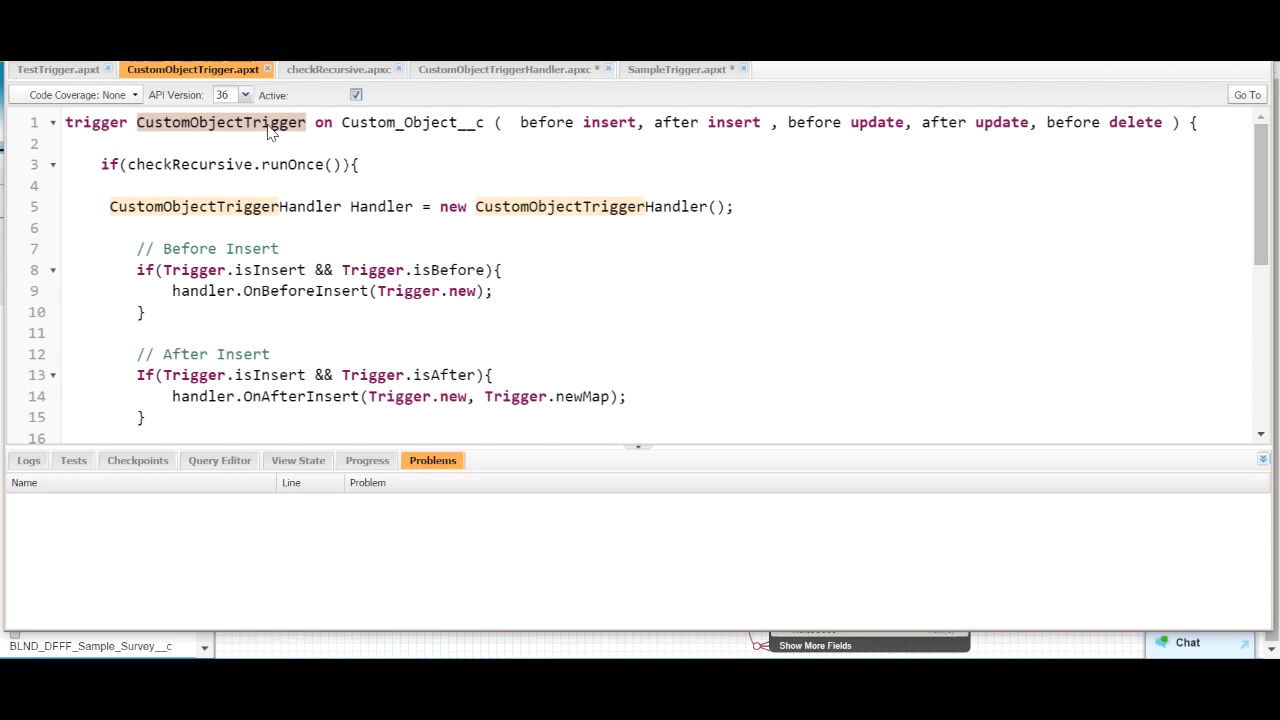 TestTrigger.apxt CustomObjectTrigger.apxt checkRecursive.apxc CustomObjectTriggerHandler.apxc * SampleTrigger.apxt *
Code Coverage: None API Version: 36 Active: Go To
1 trigger CustomObjectTrigger on Custom_Object__c (  before insert, after insert , before update, after update, before delete ) {
2
3 if(checkRecursive.runOnce()){
4
5 CustomObjectTriggerHandler Handler = new CustomObjectTriggerHandler();
6
7 // Before Insert
8 if(Trigger.isInsert && Trigger.isBefore){
9 handler.OnBeforeInsert(Trigger.new);
10 }
11
12 // After Insert
13 If(Trigger.isInsert && Trigger.isAfter){
14 handler.OnAfterInsert(Trigger.new, Trigger.newMap);
15 }
16
Logs Tests Checkpoints Query Editor View State Progress Problems
Name Line Problem
BLND_DFFF_Sample_Survey__c Show More Fields Chat